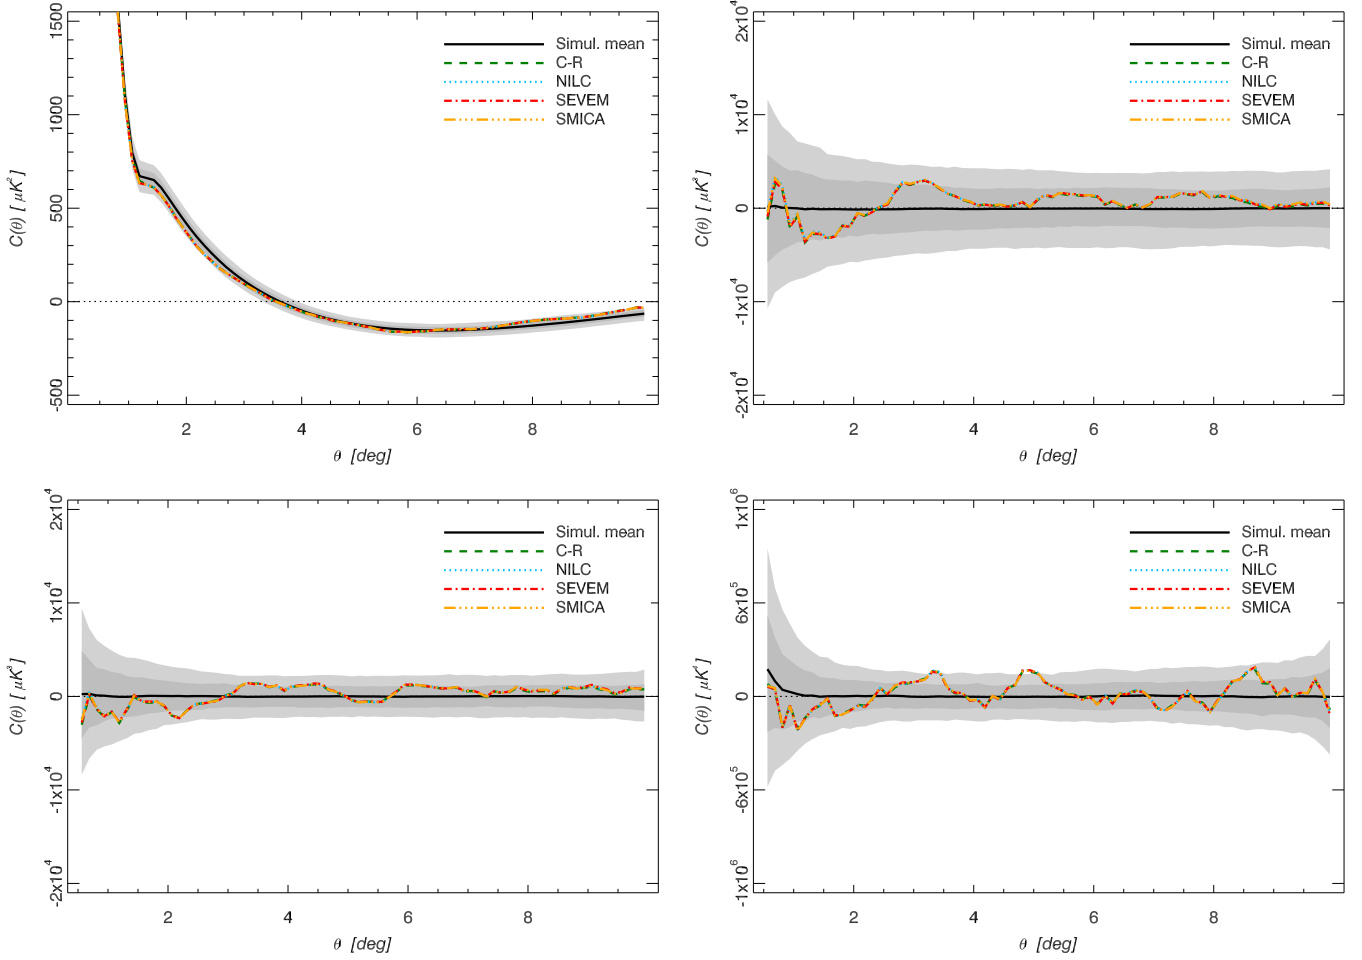 1500
1000
500
0
-500
C(θ) [ μK²]
Simul. mean
C-R
NILC
SEVEM
SMICA
2 4 6 8
θ [deg]
2x10⁴
1x10⁴
0
-1x10⁴
-2x10⁴
C(θ) [ μK³]
Simul. mean
C-R
NILC
SEVEM
SMICA
2 4 6 8
θ [deg]
2x10⁴
1x10⁴
0
-1x10⁴
-2x10⁴
C(θ) [ μK³]
Simul. mean
C-R
NILC
SEVEM
SMICA
2 4 6 8
θ [deg]
1x10⁶
6x10⁵
0
-6x10⁵
-1x10⁶
C(θ) [ μK⁴]
Simul. mean
C-R
NILC
SEVEM
SMICA
2 4 6 8
θ [deg]